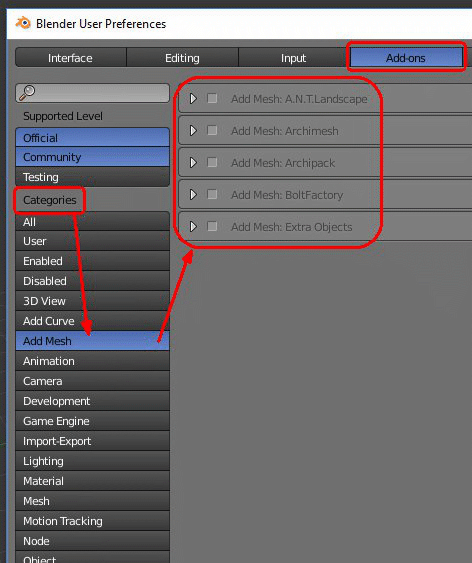 Blender User Preferences
Interface
Editing
Input
Add-ons
Supported Level
Official
Community
Testing
Categories
All
User
Enabled
Disabled
3D View
Add Curve
Add Mesh
Animation
Camera
Development
Game Engine
Import-Export
Lighting
Material
Mesh
Motion Tracking
Node
Object
Add Mesh: A.N.T.Landscape
Add Mesh: Archimesh
Add Mesh: Archipack
Add Mesh: BoltFactory
Add Mesh: Extra Objects